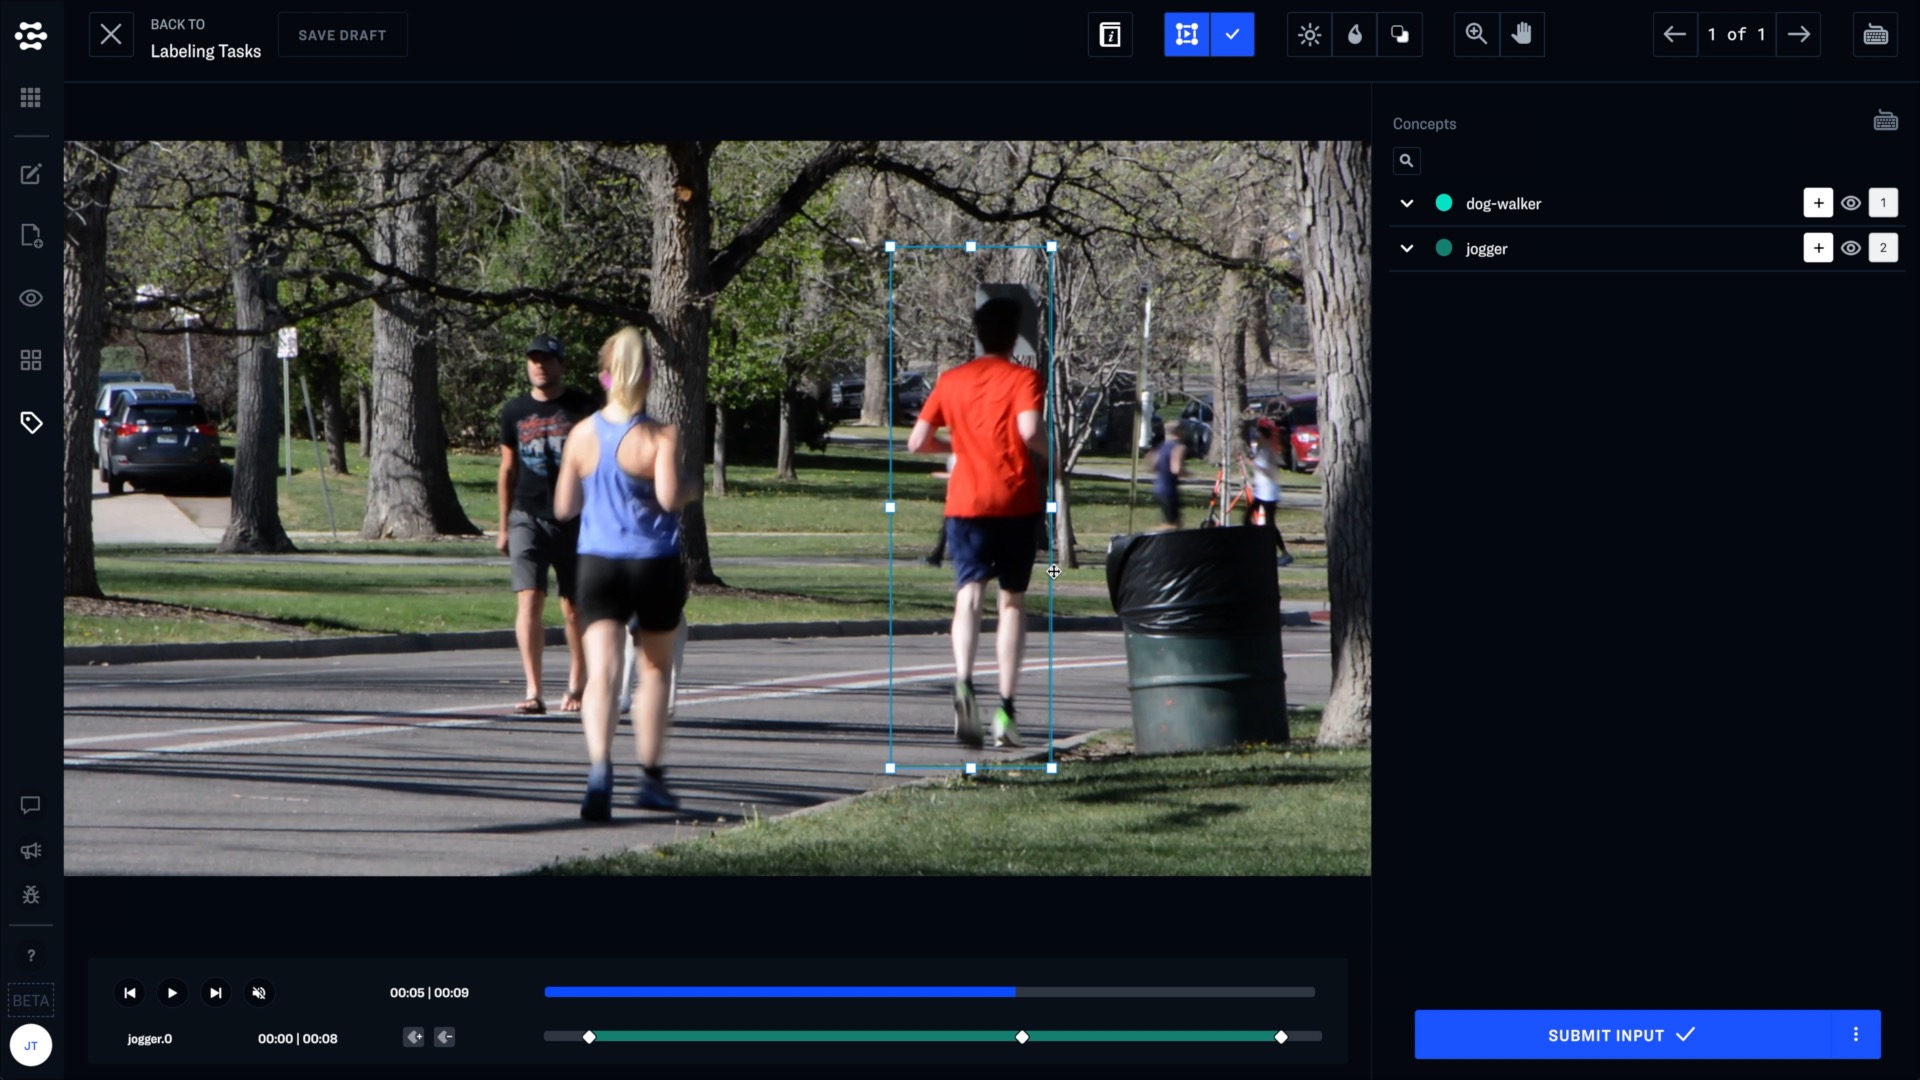 BACK TO
Labeling Tasks
SAVE DRAFT
1 of 1
Concepts
dog-walker
+
1
jogger
+
2
00:05 | 00:09
jogger.0
00:00 | 00:08
?
BETA
JT
SUBMIT INPUT